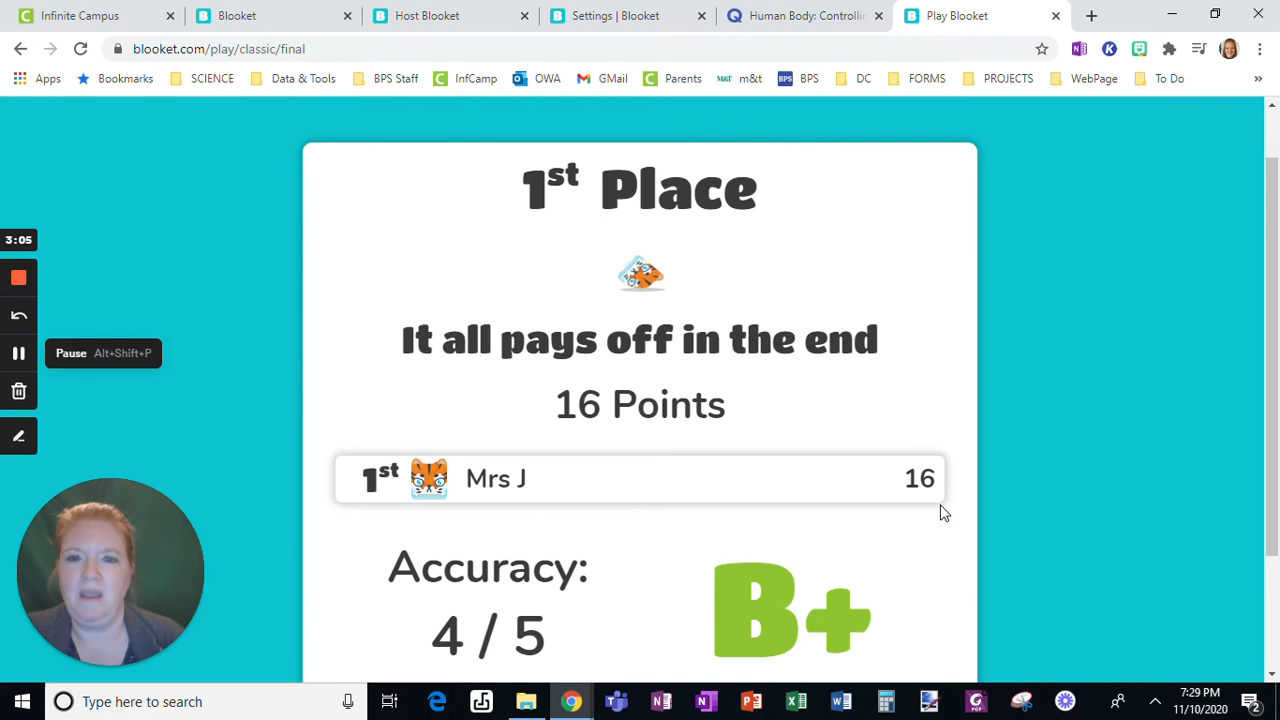 Infinite Campus
Blooket
Host Blooket
Settings | Blooket
Human Body: Controlli
Play Blooket
blooket.com/play/classic/final
Apps Bookmarks SCIENCE Data & Tools BPS Staff InfCamp OWA GMail Parents M&T m&t BPS BPS DC FORMS PROJECTS WebPage To Do »
1st Place
3:05
It all pays off in the end
Pause Alt+Shift+P
16 Points
1st Mrs J 16
Accuracy:
4 / 5
B+
Type here to search
7:29 PM
11/10/2020
2